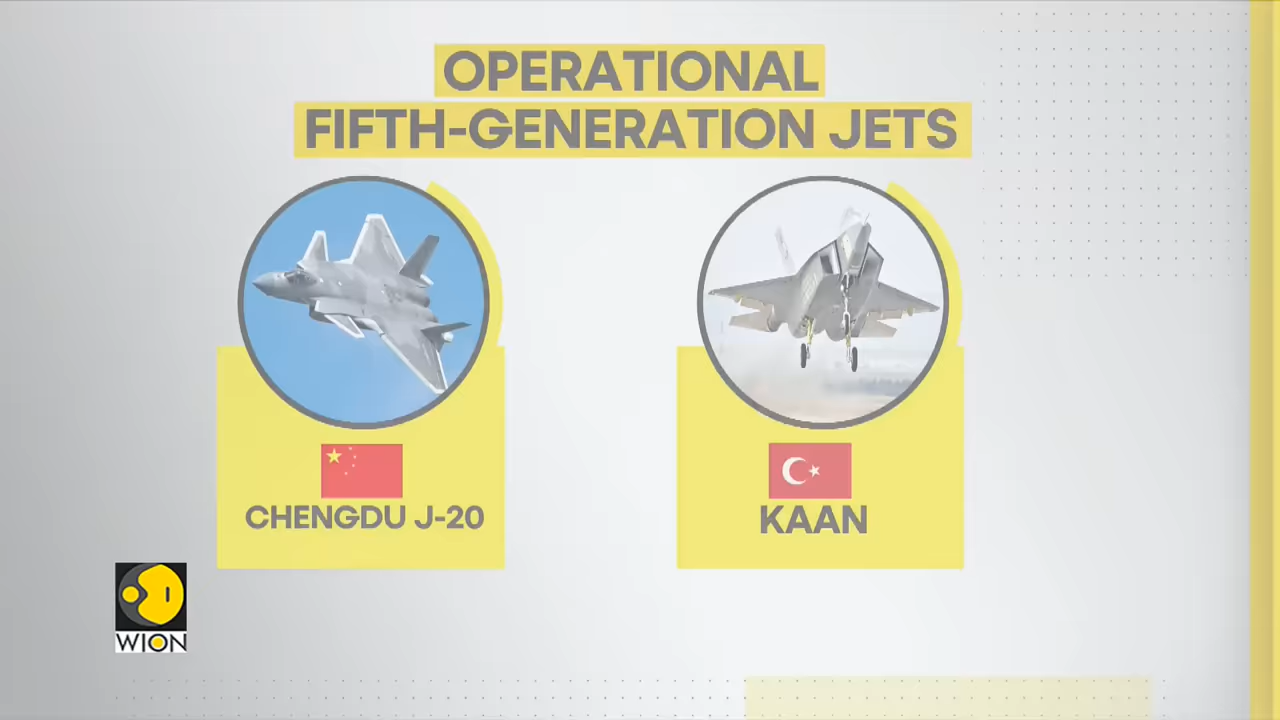 OPERATIONAL
FIFTH-GENERATION JETS
CHENGDU J-20
KAAN
WION